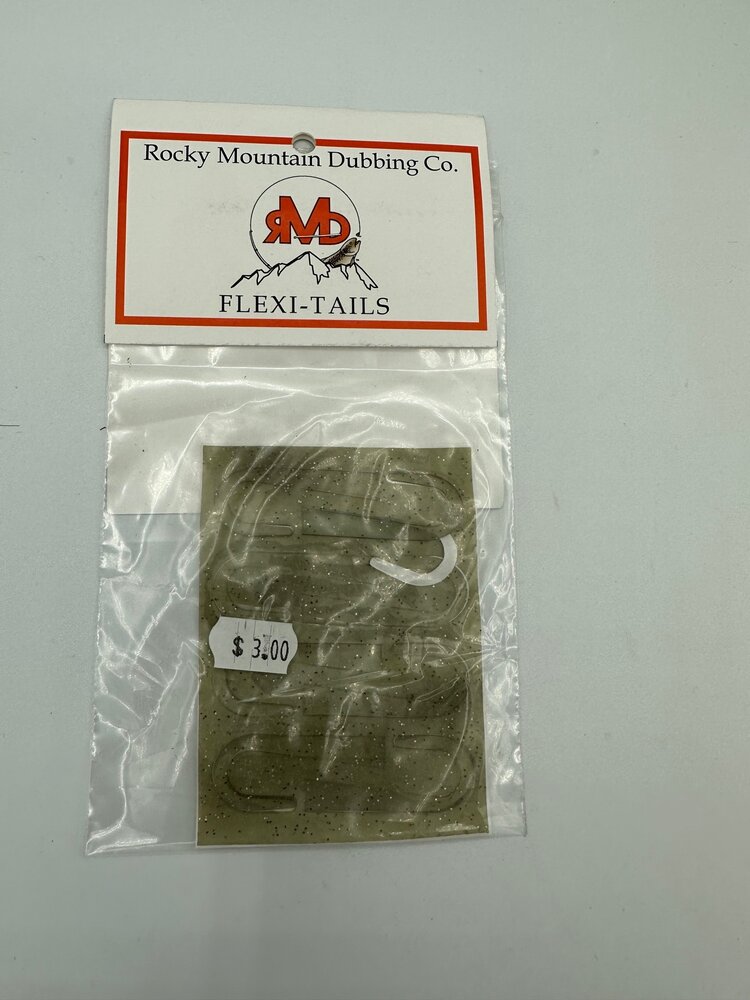 Rocky Mountain Dubbing Co.
RMD
FLEXI-TAILS
$ 3.00